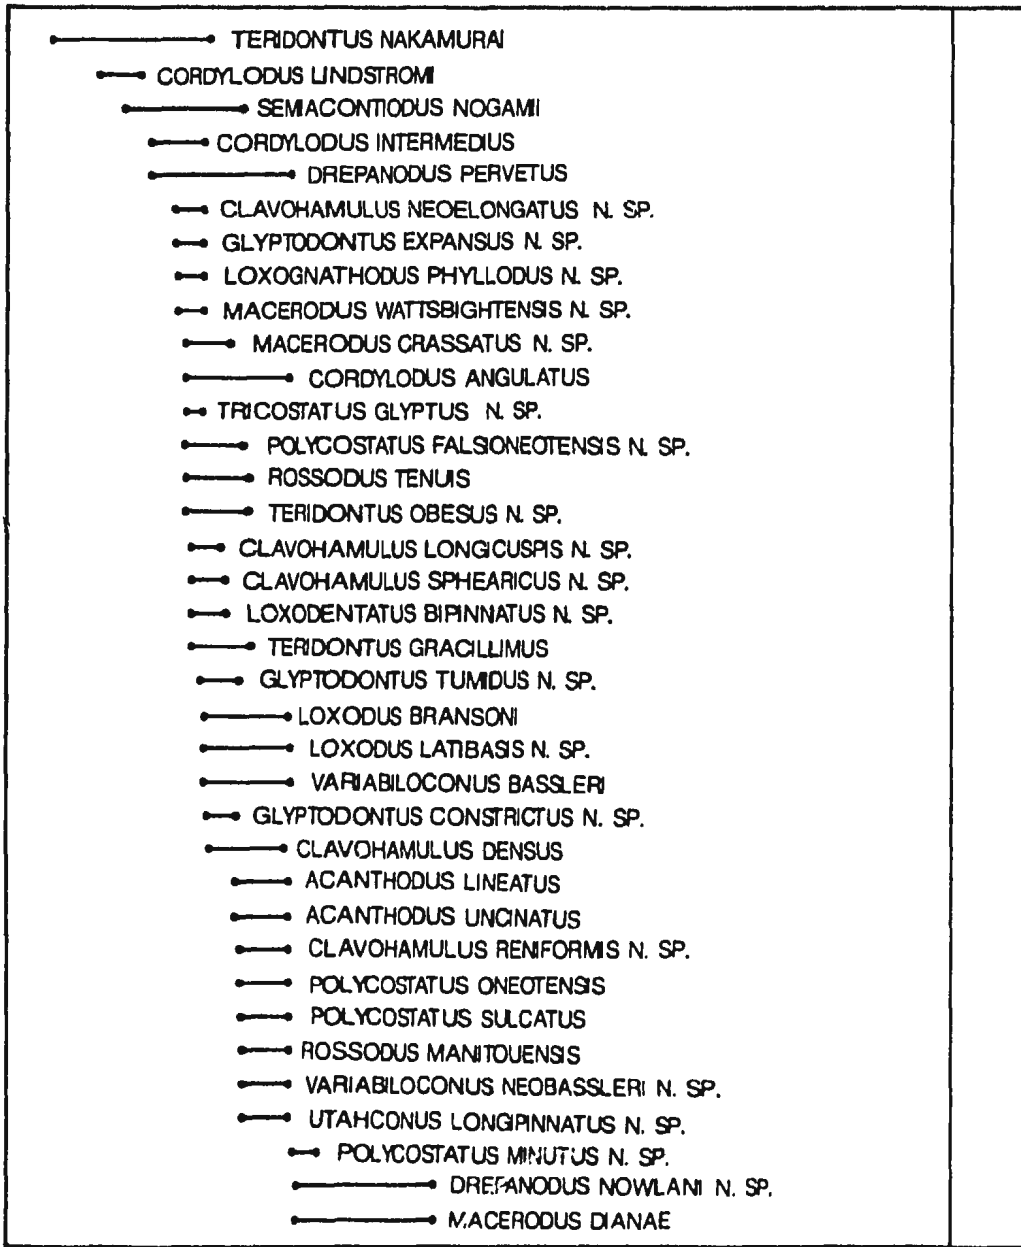 TERIDONTUS NAKAMURAI
CORDYLODUS LINDSTROMI
SEMIACONTIODUS NOGAMII
CORDYLODUS INTERMEDIUS
DREPANODUS PERVETUS
CLAVOHAMULUS NEOELONGATUS N. SP.
GLYPTODONTUS EXPANSUS N. SP.
LOXOGNATHODUS PHYLLODUS N. SP.
MACERODUS WATTSBIGHTENSIS N. SP.
MACERODUS CRASSATUS N. SP.
CORDYLODUS ANGULATUS
TRICOSTATUS GLYPTUS N. SP.
POLYCOSTATUS FALSIONEOTENSIS N. SP.
ROSSODUS TENUIS
TERIDONTUS OBESUS N. SP.
CLAVOHAMULUS LONGICUSPIS N. SP.
CLAVOHAMULUS SPHEARICUS N. SP.
LOXODENTATUS BIPINNATUS N. SP.
TERIDONTUS GRACILLIMUS
GLYPTODONTUS TUMIDUS N. SP.
LOXODUS BRANSONI
LOXODUS LATIBASIS N. SP.
VARIABILOCONUS BASSLERI
GLYPTODONTUS CONSTRICTUS N. SP.
CLAVOHAMULUS DENSUS
ACANTHODUS LINEATUS
ACANTHODUS UNCINATUS
CLAVOHAMULUS RENIFORMIS N. SP.
POLYCOSTATUS ONEOTENSIS
POLYCOSTATUS SULCATUS
ROSSODUS MANITOUENSIS
VARIABILOCONUS NEOBASSLERI N. SP.
UTAHCONUS LONGIPINNATUS N. SP.
POLYCOSTATUS MINUTUS N. SP.
DREPANODUS NOWLANI N. SP.
MACERODUS DIANAE